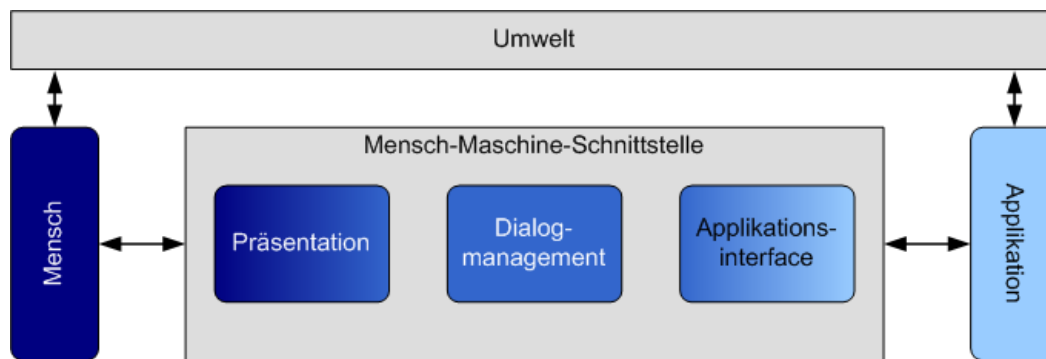 Umwelt
Mensch-Maschine-Schnittstelle
Mensch
Präsentation
Dialog-
management
Applikations-
interface
Applikation